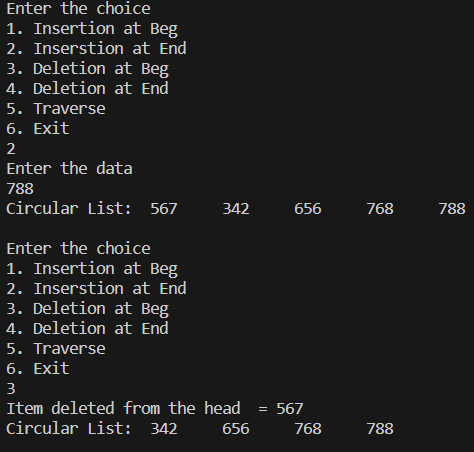 Enter the choice
1. Insertion at Beg
2. Inserstion at End
3. Deletion at Beg
4. Deletion at End
5. Traverse
6. Exit
2
Enter the data
788
Circular List:  567     342     656     768     788
Enter the choice
1. Insertion at Beg
2. Inserstion at End
3. Deletion at Beg
4. Deletion at End
5. Traverse
6. Exit
3
Item deleted from the head  = 567
Circular List:  342     656     768     788